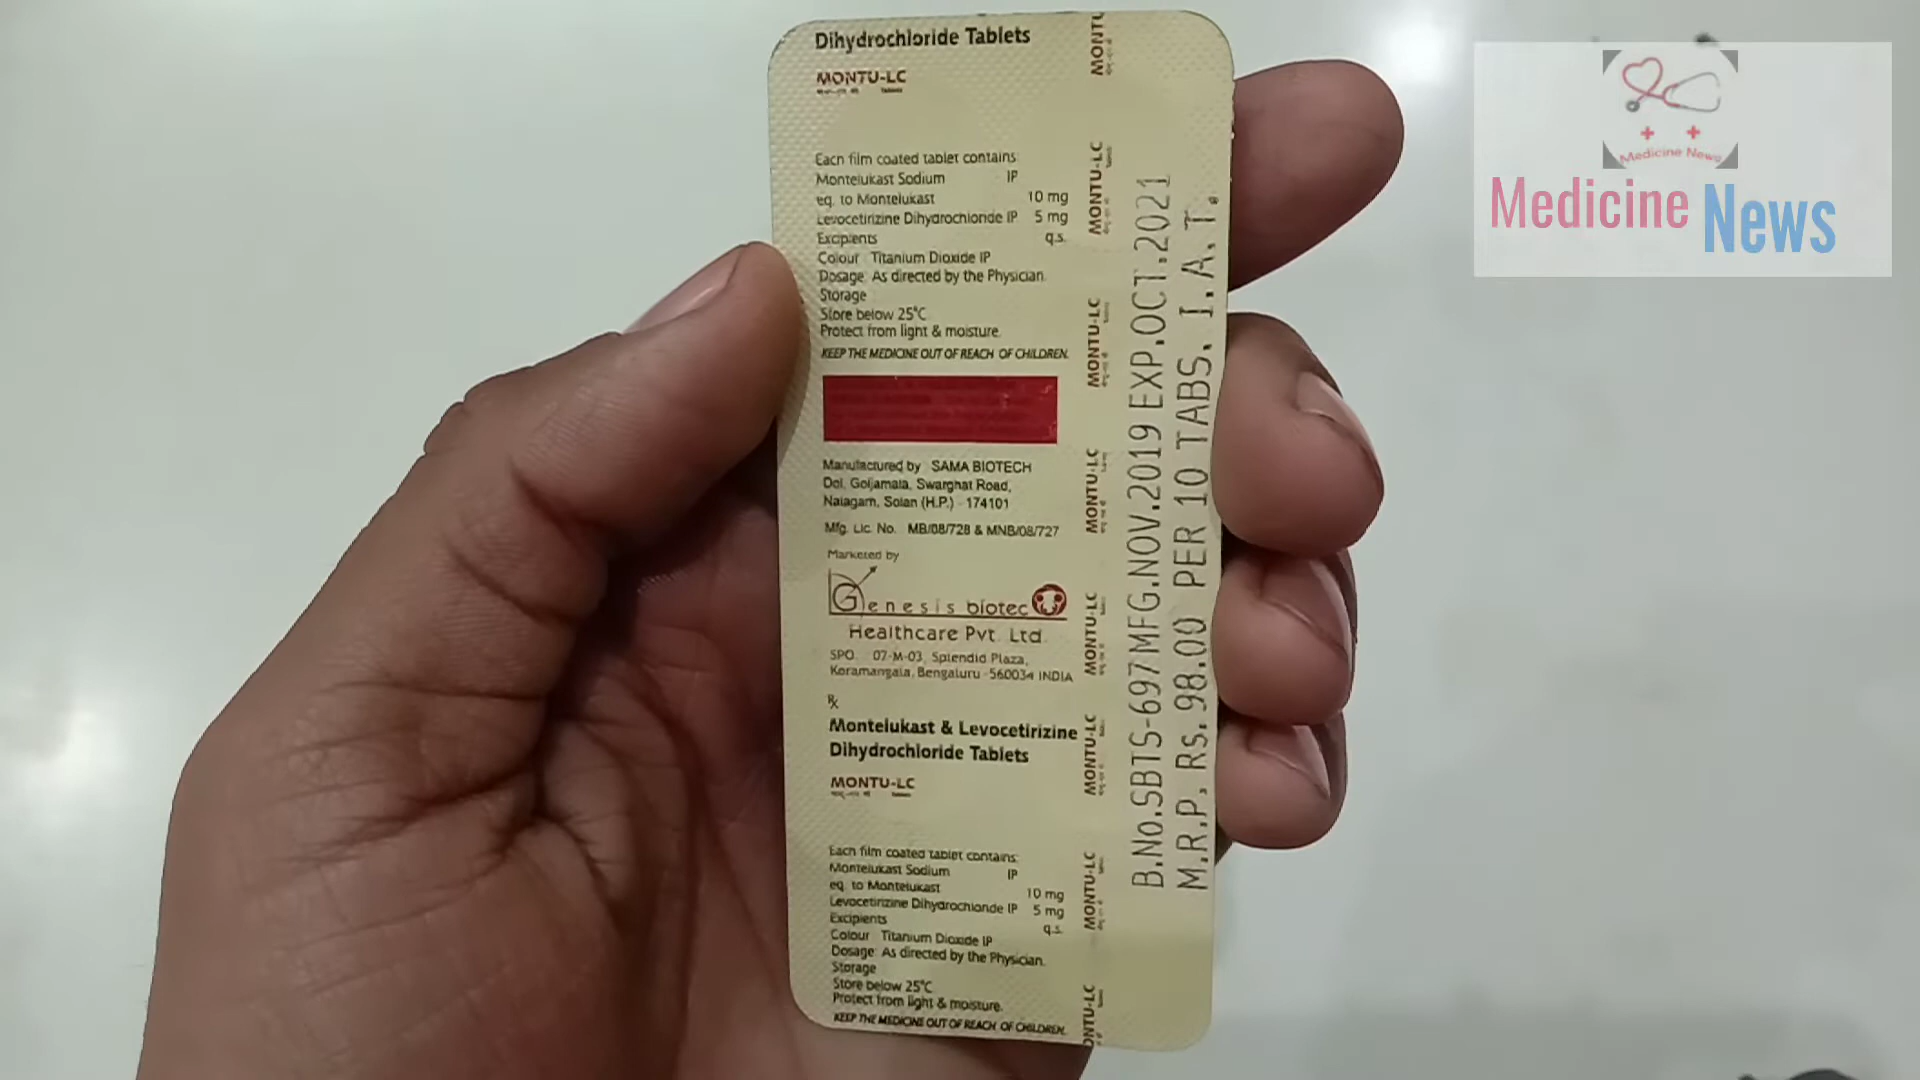 Dihydrochloride Tablets
MONTU-LC
Each film coated tablet contains:
Montelukast Sodium IP
eq. to Montelukast 10 mg
Levocetirizine Dihydrochloride IP 5 mg
Excipients q.s.
Colour Titanium Dioxide IP
Dosage: As directed by the Physician.
Storage
Store below 25°C
Protect from light & moisture.
KEEP THE MEDICINE OUT OF REACH OF CHILDREN.
Manufactured by SAMA BIOTECH
Dol, Goljamala, Swarghat Road,
Nalagarh, Solan (H.P.) - 174101
Mfg. Lic. No. MB/08/728 & MNB/08/727
Marketed by
Genesis biotec
Healthcare Pvt. Ltd.
SPO. 07-M-03, Splendid Plaza,
Koramangala, Bengaluru -560034 INDIA
Rx
Montelukast & Levocetirizine
Dihydrochloride Tablets
MONTU-LC
Each film coated tablet contains:
Montelukast Sodium IP
eq. to Montelukast 10 mg
Levocetirizine Dihydrochloride IP 5 mg
Excipients q.s.
Colour Titanium Dioxide IP
Dosage: As directed by the Physician.
Storage
Store below 25°C
Protect from light & moisture.
KEEP THE MEDICINE OUT OF REACH OF CHILDREN.
MONTU
MONTU-LC
MONTU-LC
MONTU-LC
MONTU-LC
MONTU-LC
MONTU-LC
ONTU-LC
B.No.SBTS-697MFG.NOV.2019 EXP.OCT.2021
M.R.P. Rs.98.00 PER 10 TABS. I.A.T.
Medicine News
Medicine News